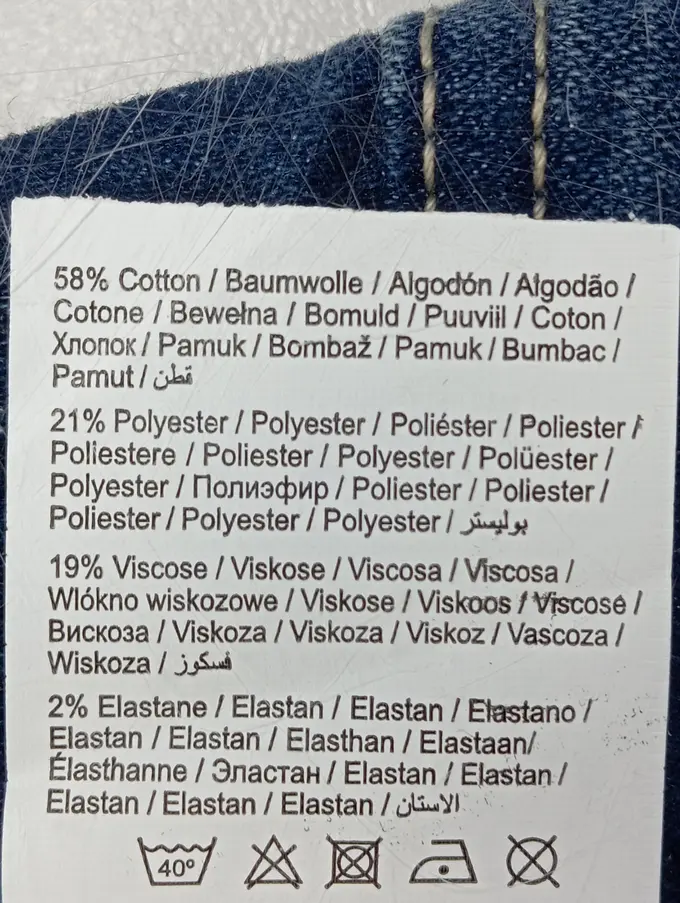 58% Cotton / Baumwolle / Algodón / Algodão /
Cotone / Bewełna / Bomuld / Puuviil / Coton /
Хлопок / Pamuk / Bombaž / Pamuk / Bumbac /
Pamut / قطن
21% Polyester / Polyester / Poliéster / Poliester /
Poliestere / Poliester / Polyester / Polüester /
Polyester / Полиэфир / Poliester / Poliester /
Poliester / Polyester / Polyester / بوليستر
19% Viscose / Viskose / Viscosa / Viscosa /
Wlókno wiskozowe / Viskose / Viskoos / Viscose /
Вискоза / Viskoza / Viskoza / Viskoz / Vascoza /
Wiskoza / فسكوز
2% Elastane / Elastan / Elastan / Elastano /
Elastan / Elastan / Elasthan / Elastaan/
Élasthanne / Эластан / Elastan / Elastan /
Elastan / Elastan / Elastan / الاستان
40°